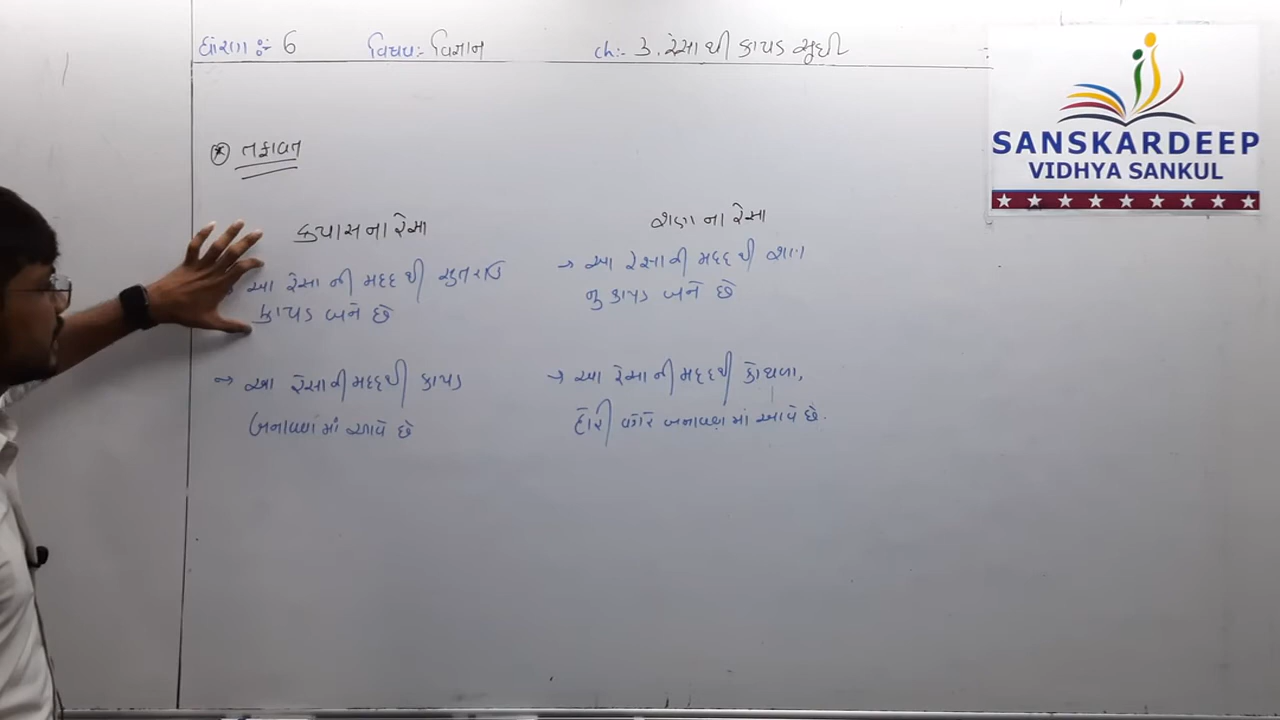 ધોરણ :- 6 વિષય:- વિજ્ઞાન ch:- 3. રેસા થી કાપડ સુધી
SANSKARDEEP
VIDHYA SANKUL
* તફાવત
કપાસના રેસા
→ આ રેસા ની મદદ થી સુતરાઉ
કાપડ બને છે
→ આ રેસાની મદદથી કાપડ
બનાવવામાં આવે છે
શણ ના રેસા
→ આ રેસાની મદદ થી શણ
નુ કાપડ બને છે
→ આ રેસા ની મદદથી કોથળા,
દોરી વગેરે બનાવવામાં આવે છે.